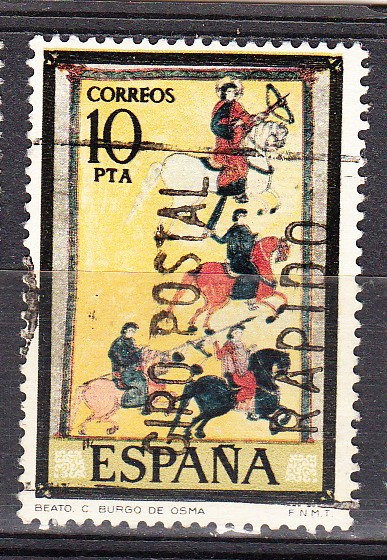 CORREOS
10
PTA
GIRO POSTAL
RAPIDO
ESPAÑA
BEATO. C. BURGO DE OSMA
F.N.M.T.